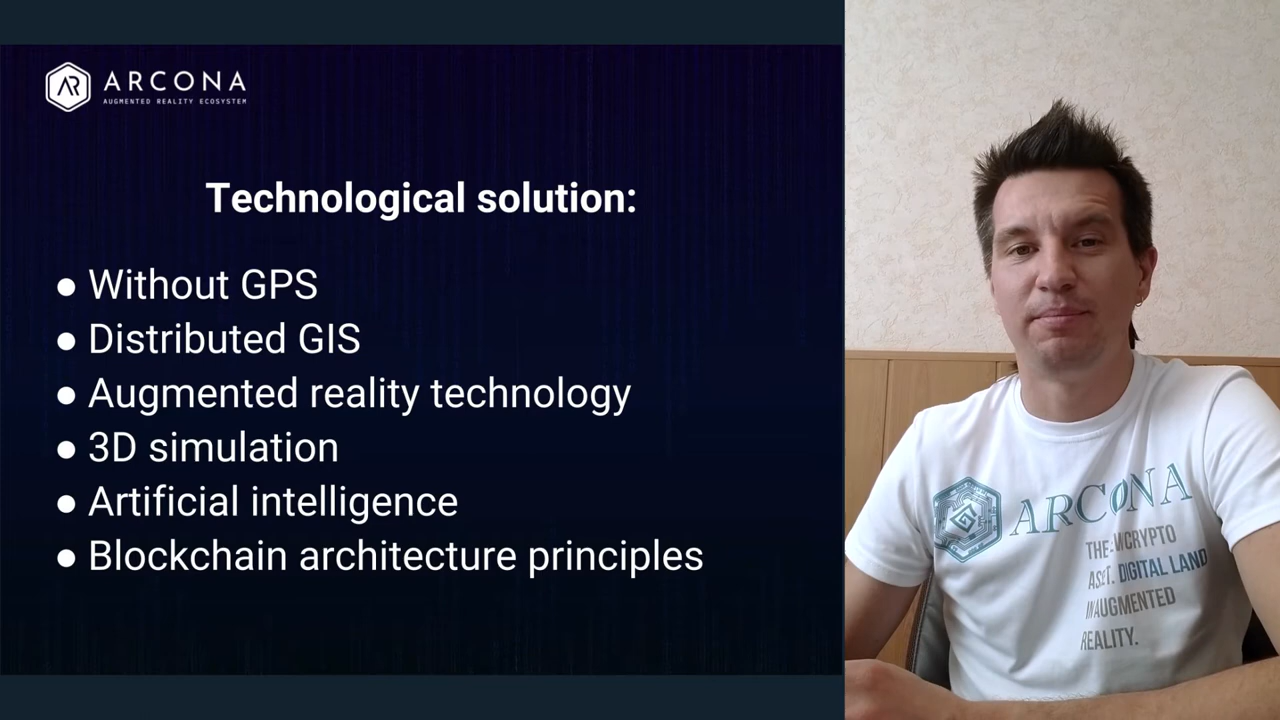 ARCONA
AUGMENTED REALITY ECOSYSTEM
Technological solution:
● Without GPS
● Distributed GIS
● Augmented reality technology
● 3D simulation
● Artificial intelligence
● Blockchain architecture principles
ARCONA
DIGITAL LAND
AUGMENTED
REALITY.